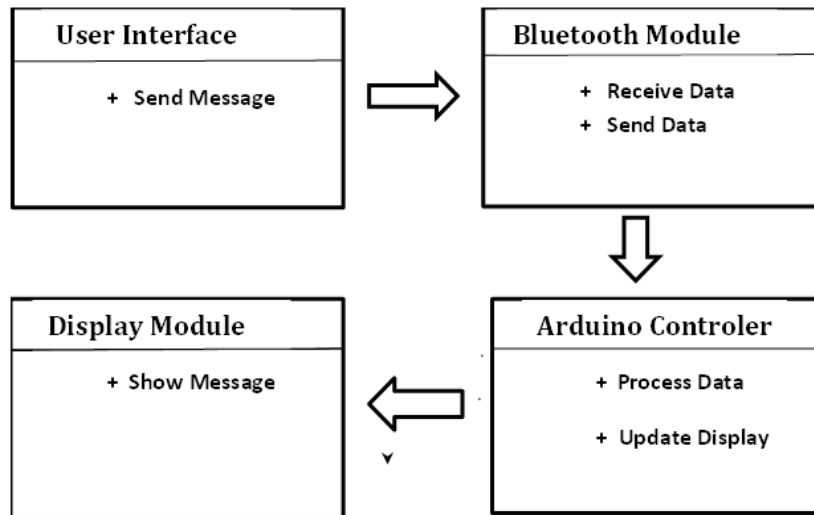 User Interface
+ Send Message
Bluetooth Module
+ Receive Data
+ Send Data
Display Module
+ Show Message
Arduino Controler
+ Process Data
+ Update Display